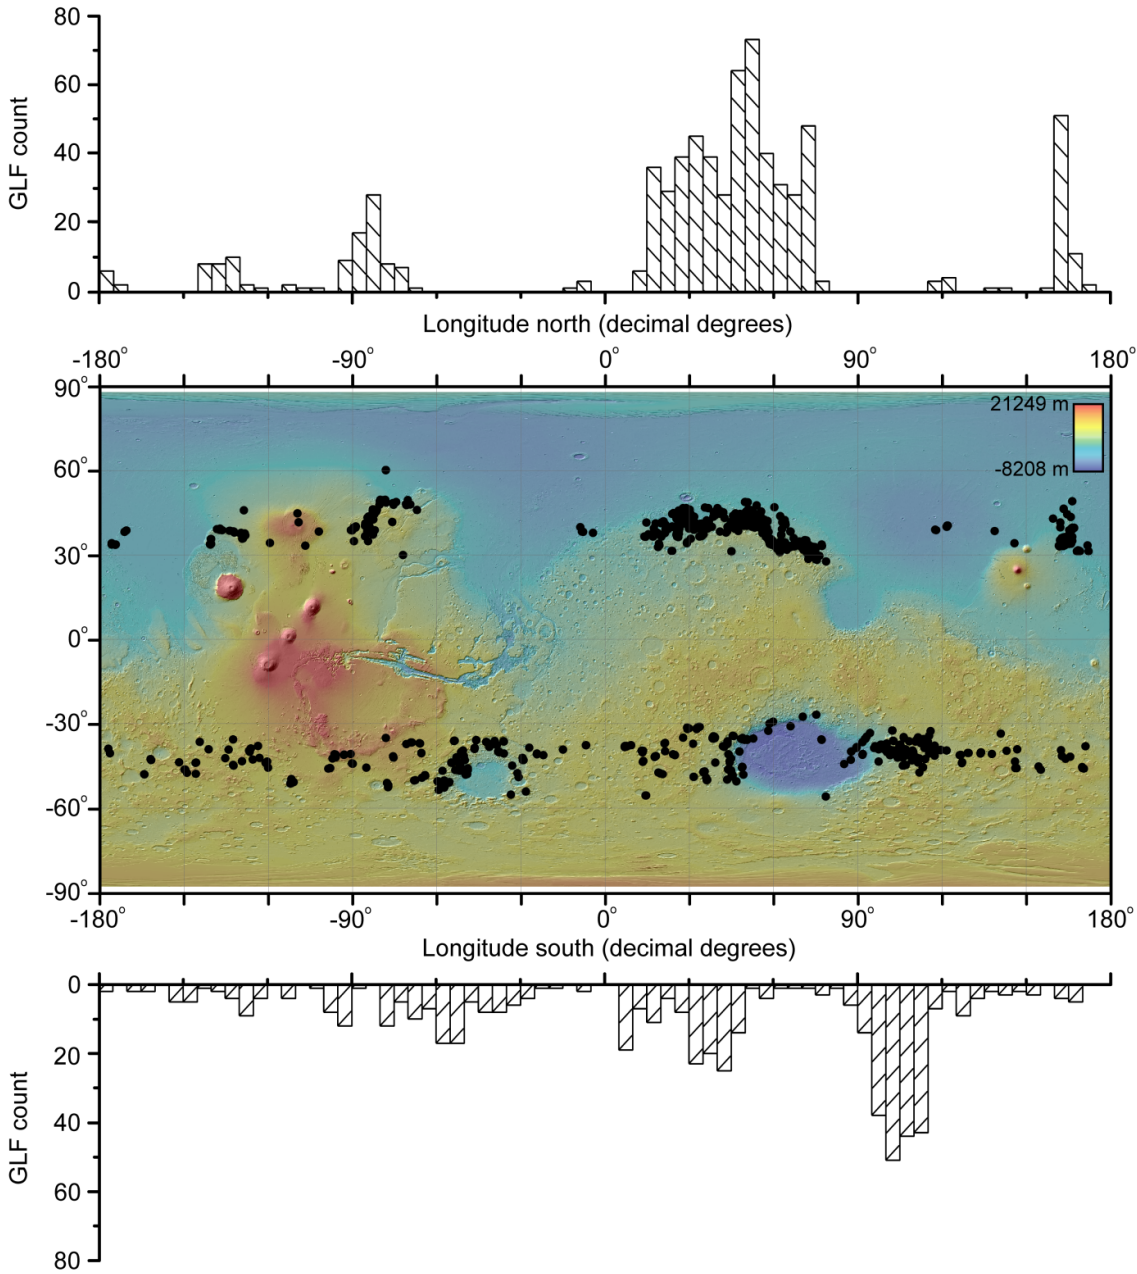 80
60
40
20
0
GLF count
Longitude north (decimal degrees)
-180° -90° 0° 90° 180°
90°
60°
30°
0°
-30°
-60°
-90°
21249 m
-8208 m
-180° -90° 0° 90° 180°
Longitude south (decimal degrees)
0
20
40
60
80
GLF count